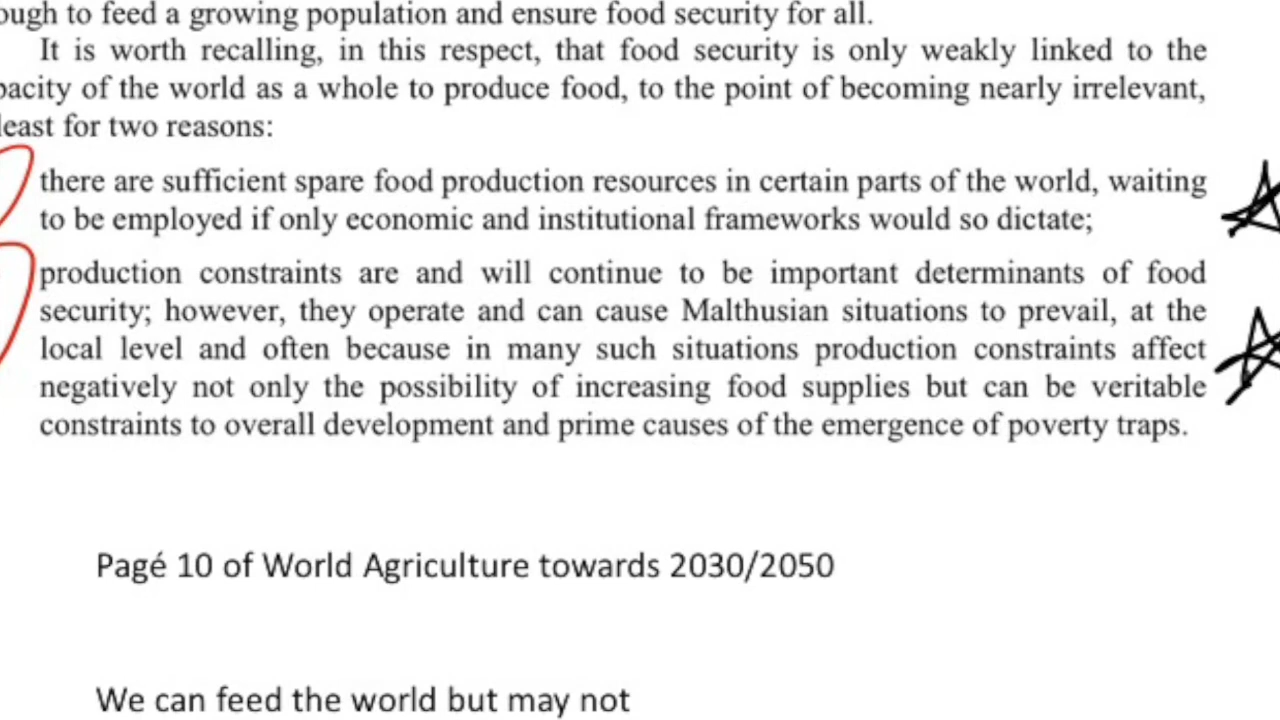 ough to feed a growing population and ensure food security for all.
It is worth recalling, in this respect, that food security is only weakly linked to the
pacity of the world as a whole to produce food, to the point of becoming nearly irrelevant,
least for two reasons:
there are sufficient spare food production resources in certain parts of the world, waiting
to be employed if only economic and institutional frameworks would so dictate;
production constraints are and will continue to be important determinants of food
security; however, they operate and can cause Malthusian situations to prevail, at the
local level and often because in many such situations production constraints affect
negatively not only the possibility of increasing food supplies but can be veritable
constraints to overall development and prime causes of the emergence of poverty traps.
Pagé 10 of World Agriculture towards 2030/2050
We can feed the world but may not